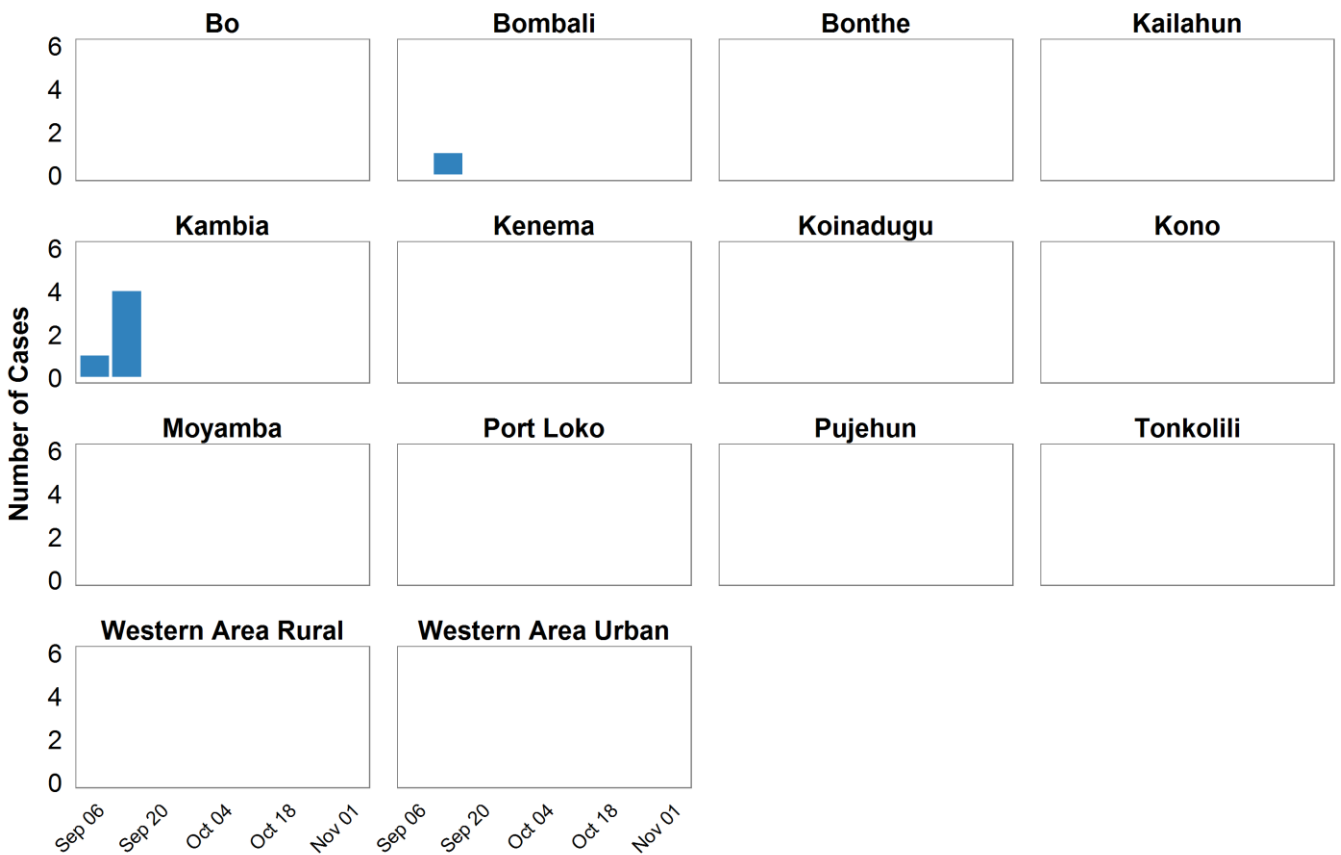 Bo Bombali Bonthe Kailahun
6
4
2
0
Kambia Kenema Koinadugu Kono
6
4
2
0
Number of Cases
Moyamba Port Loko Pujehun Tonkolili
6
4
2
0
Western Area Rural Western Area Urban
6
4
2
0
Sep 06 Sep 20 Oct 04 Oct 18 Nov 01 Sep 06 Sep 20 Oct 04 Oct 18 Nov 01